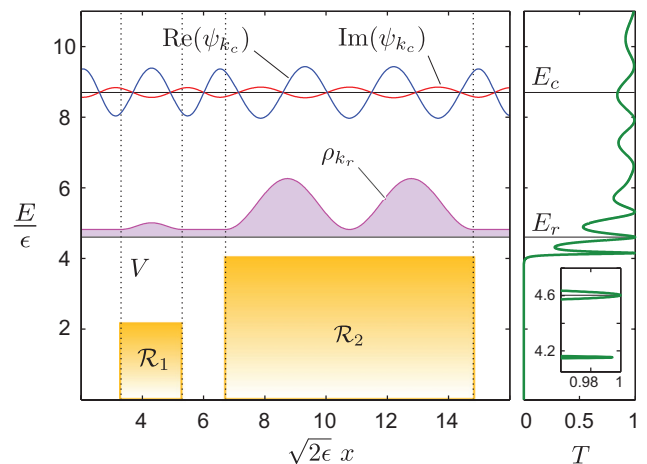 10
8
6
4
2
E/ϵ
Re(ψ_{k_c})
Im(ψ_{k_c})
ρ_{k_r}
V
R_1
R_2
4 6 8 10 12 14
√2ϵ x
E_c
E_r
4.6
4.2
0.98 1
0 0.5 1
T